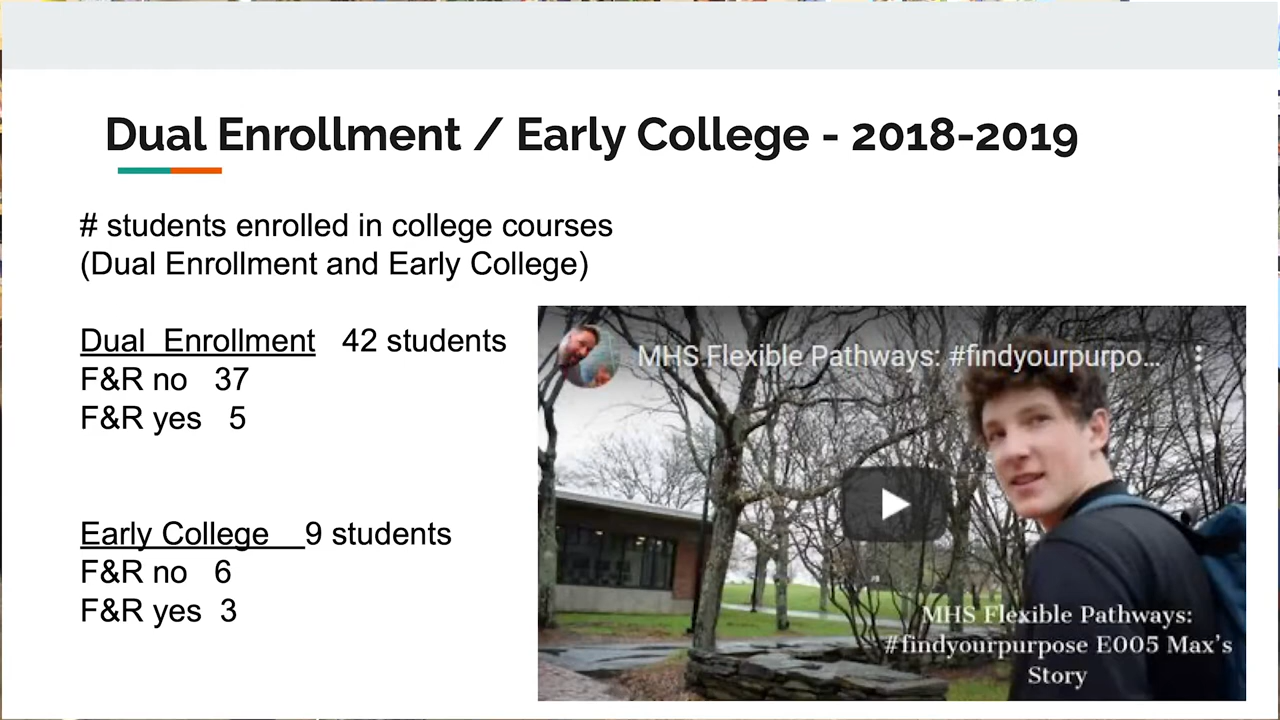 Dual Enrollment / Early College - 2018-2019
# students enrolled in college courses
(Dual Enrollment and Early College)
Dual Enrollment 42 students
F&R no 37
F&R yes 5
Early College 9 students
F&R no 6
F&R yes 3
MHS Flexible Pathways: #findyourpurpo...
MHS Flexible Pathways:
#findyourpurpose E005 Max's
Story